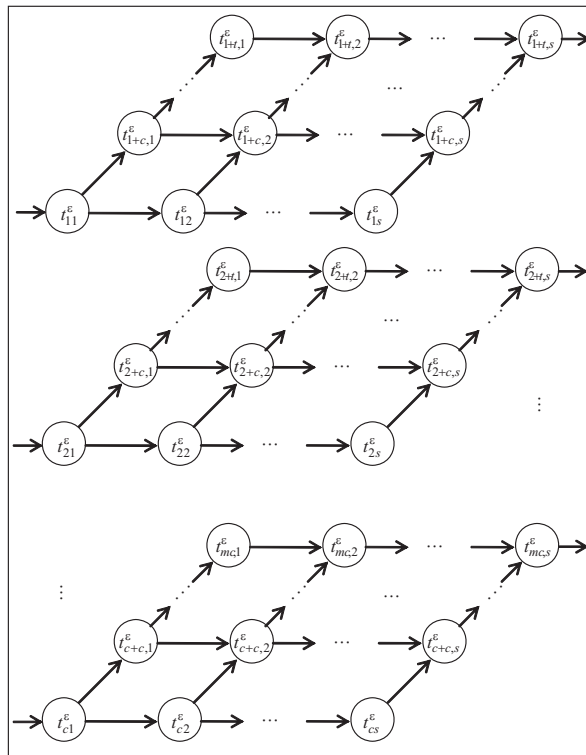 t^ε_{1+t,1} t^ε_{1+t,2} ··· t^ε_{1+t,s}
··· ··· ···
t^ε_{1+c,1} t^ε_{1+c,2} ··· t^ε_{1+c,s} ···
t^ε_{11} t^ε_{12} ··· t^ε_{1s}
t^ε_{2+t,1} t^ε_{2+t,2} ··· t^ε_{2+t,s}
··· ··· ···
t^ε_{2+c,1} t^ε_{2+c,2} ··· t^ε_{2+c,s} ···
t^ε_{21} t^ε_{22} ··· t^ε_{2s}
t^ε_{mc,1} t^ε_{mc,2} ··· t^ε_{mc,s}
··· ··· ···
t^ε_{c+c,1} t^ε_{c+c,2} ··· t^ε_{c+c,s} ···
t^ε_{c1} t^ε_{c2} ··· t^ε_{cs}